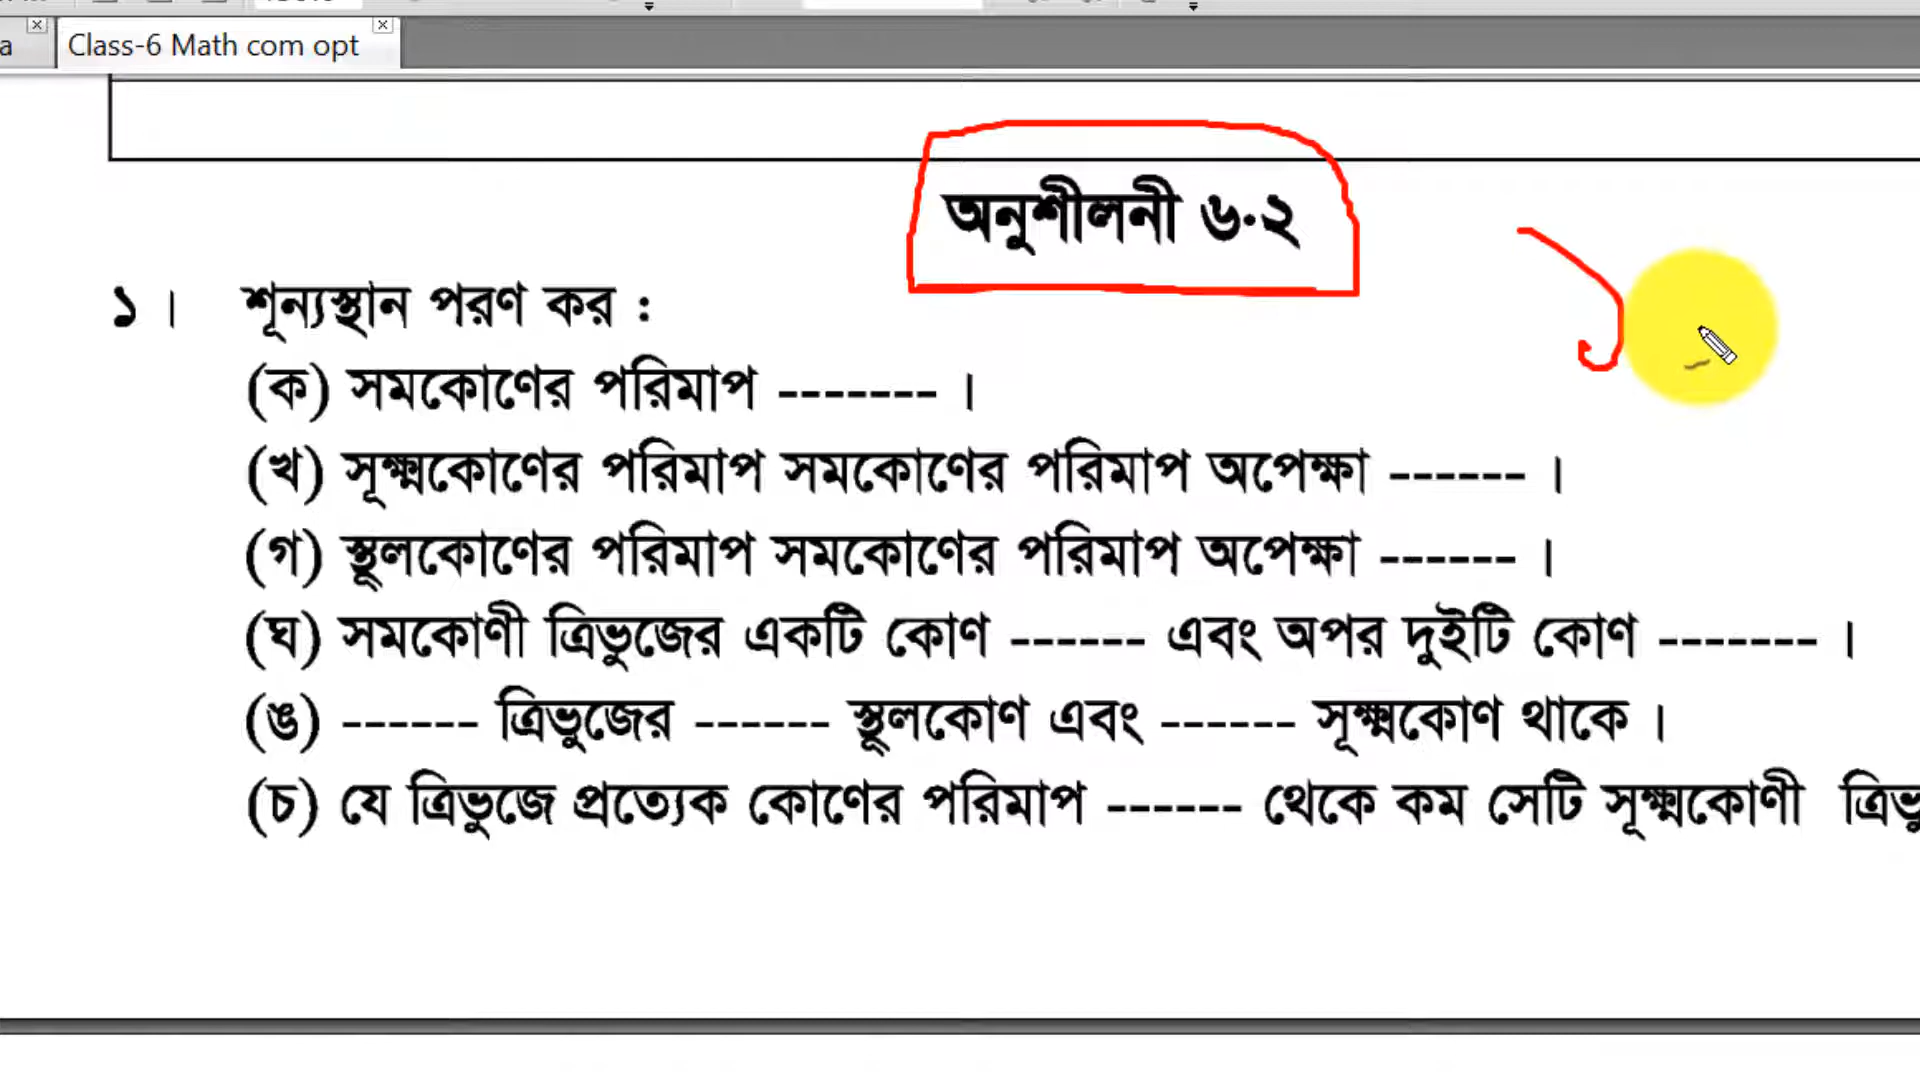 Class-6 Math com opt
অনুশীলনী ৬.২
১। শূন্যস্থান পরণ কর :
(ক) সমকোণের পরিমাপ ------- ।
(খ) সূক্ষ্মকোণের পরিমাপ সমকোণের পরিমাপ অপেক্ষা ------ ।
(গ) স্থূলকোণের পরিমাপ সমকোণের পরিমাপ অপেক্ষা ------ ।
(ঘ) সমকোণী ত্রিভুজের একটি কোণ ------ এবং অপর দুইটি কোণ ------- ।
(ঙ) ------ ত্রিভুজের ------ স্থূলকোণ এবং ------ সূক্ষ্মকোণ থাকে ।
(চ) যে ত্রিভুজে প্রত্যেক কোণের পরিমাপ ------ থেকে কম সেটি সূক্ষ্মকোণী